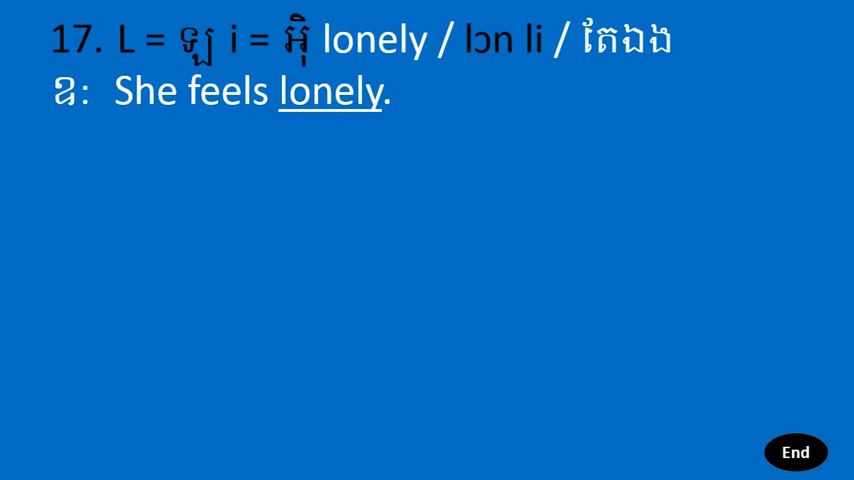 17. L = ឡ i = អ៊ិ lonely / lɔn li / តែឯង
ឧ: She feels lonely.
End